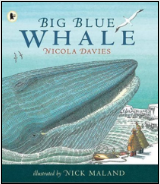 BIG BLUE
WHALE
NICOLA DAVIES
illustrated by NICK MALAND